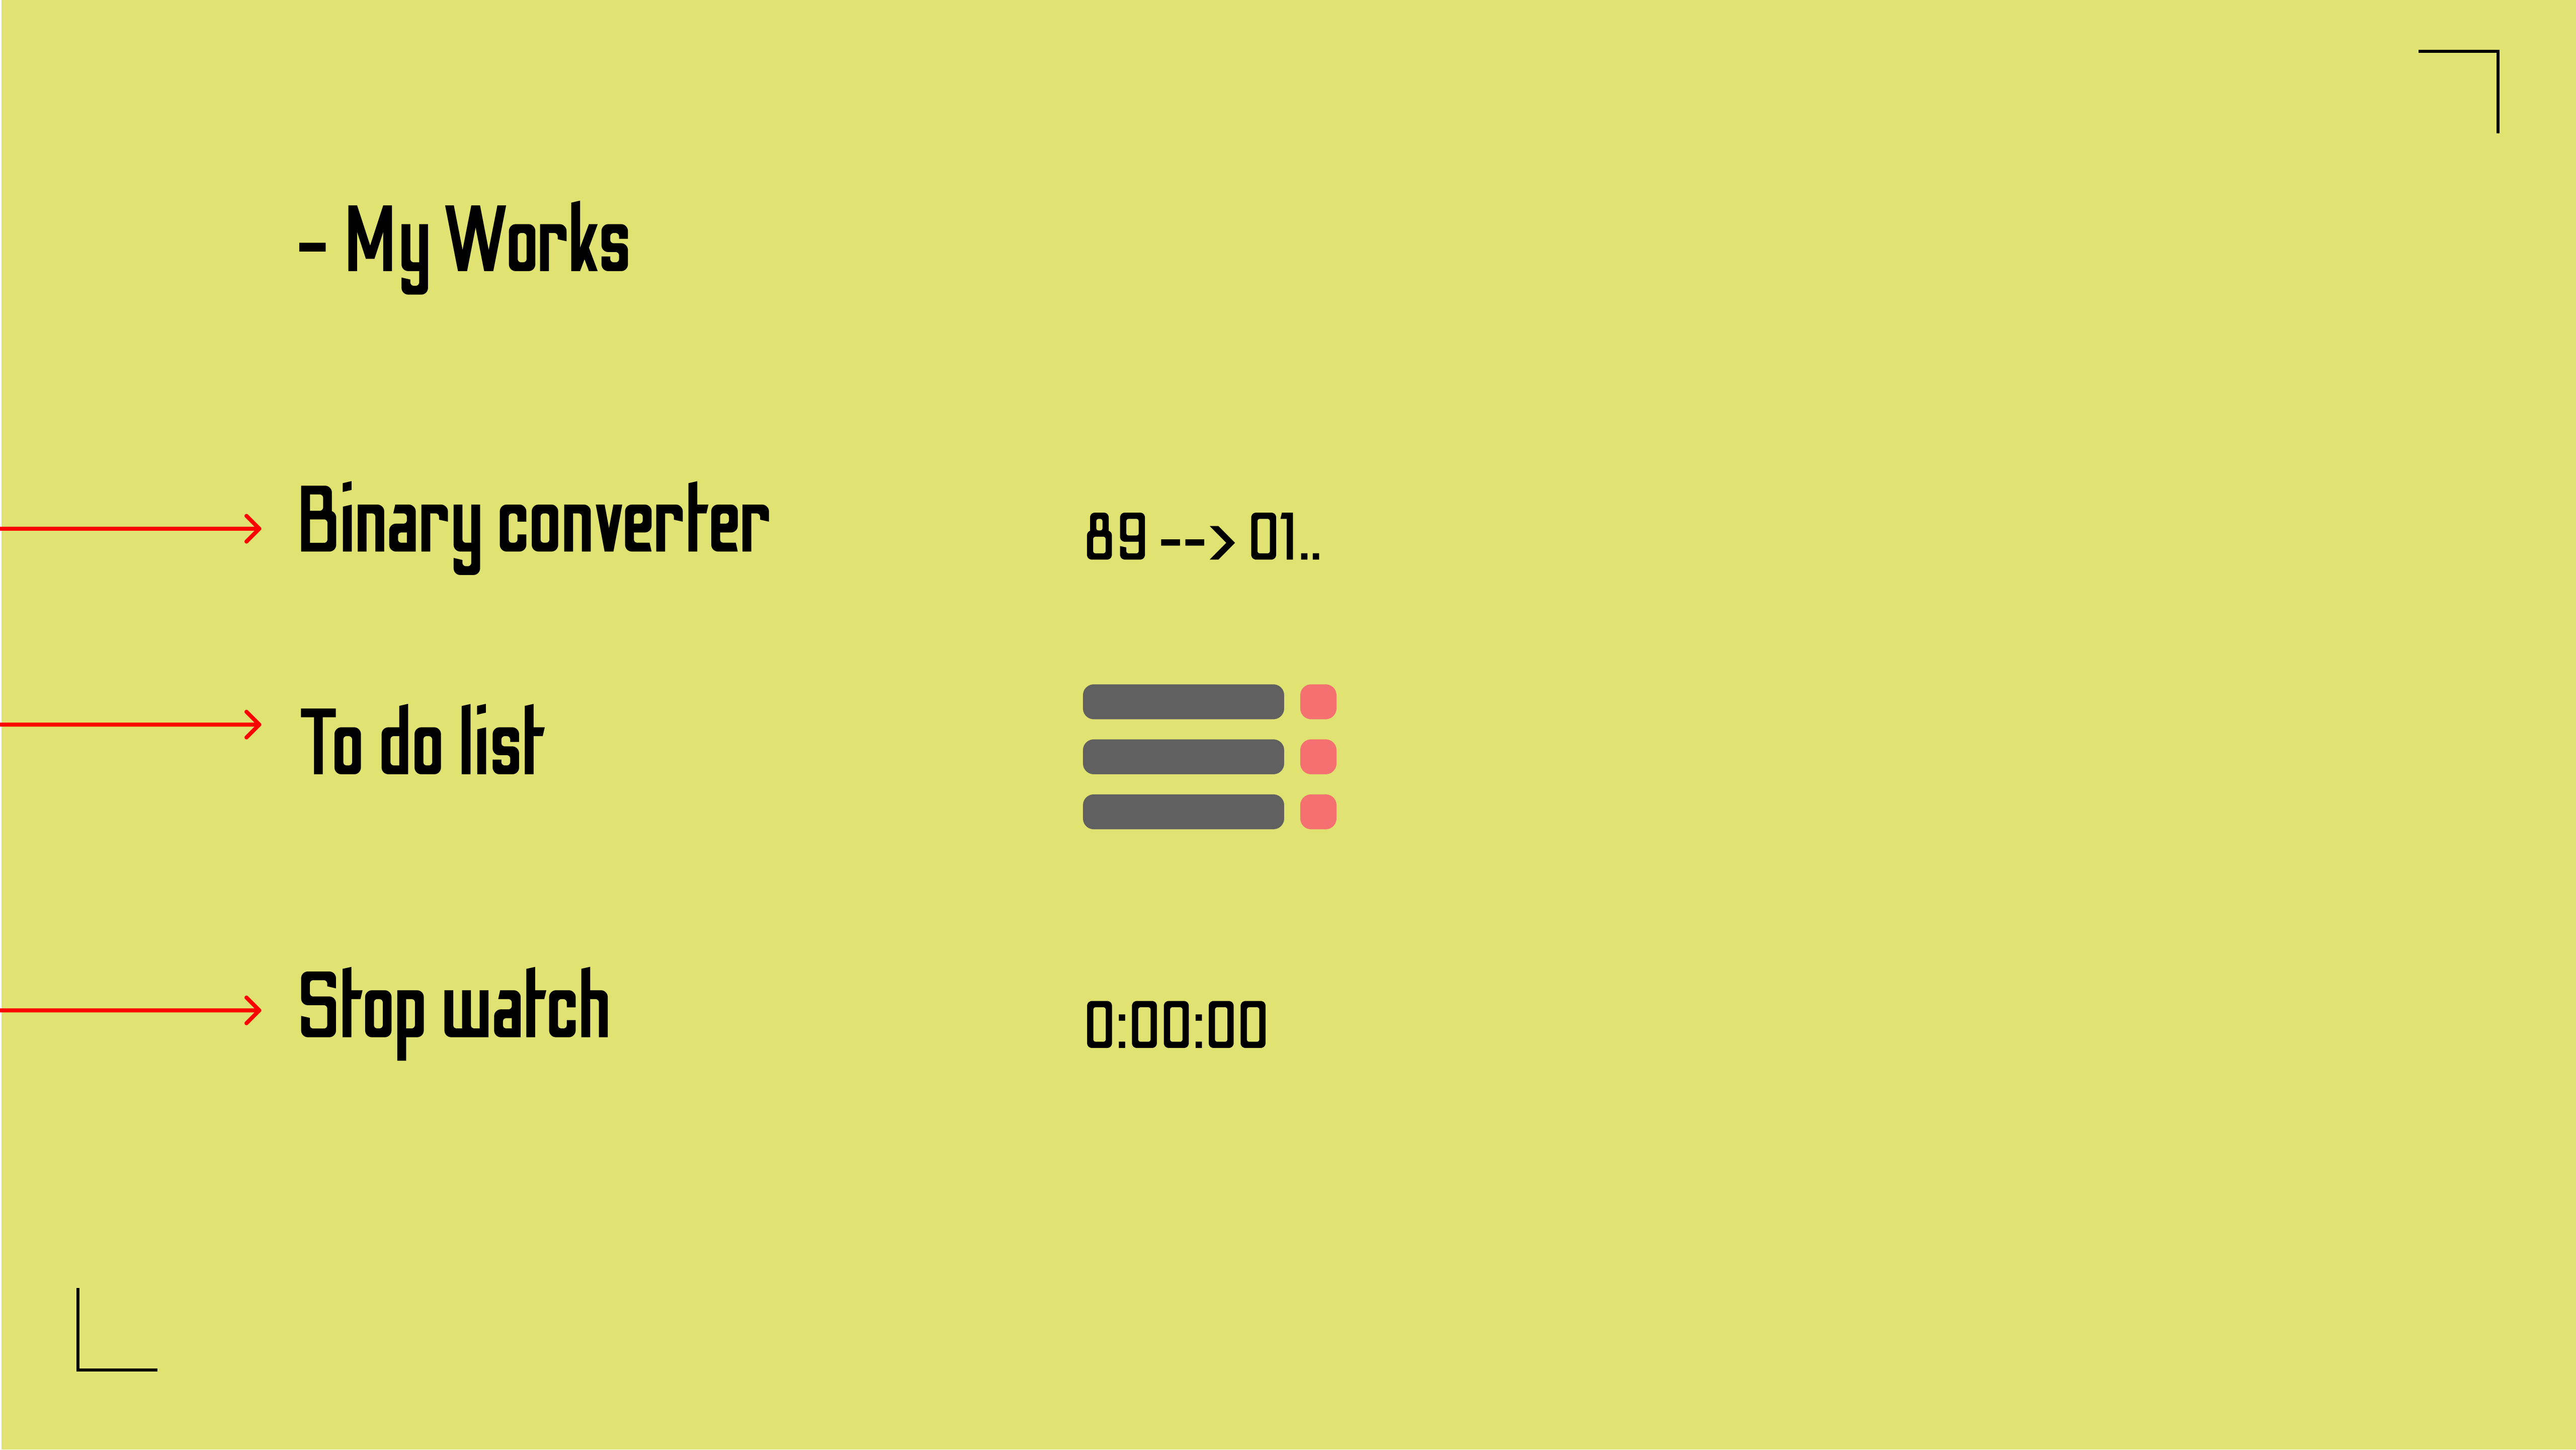 - My Works
Binary converter
89 --> 01..
To do list
Stop watch
0:00:00